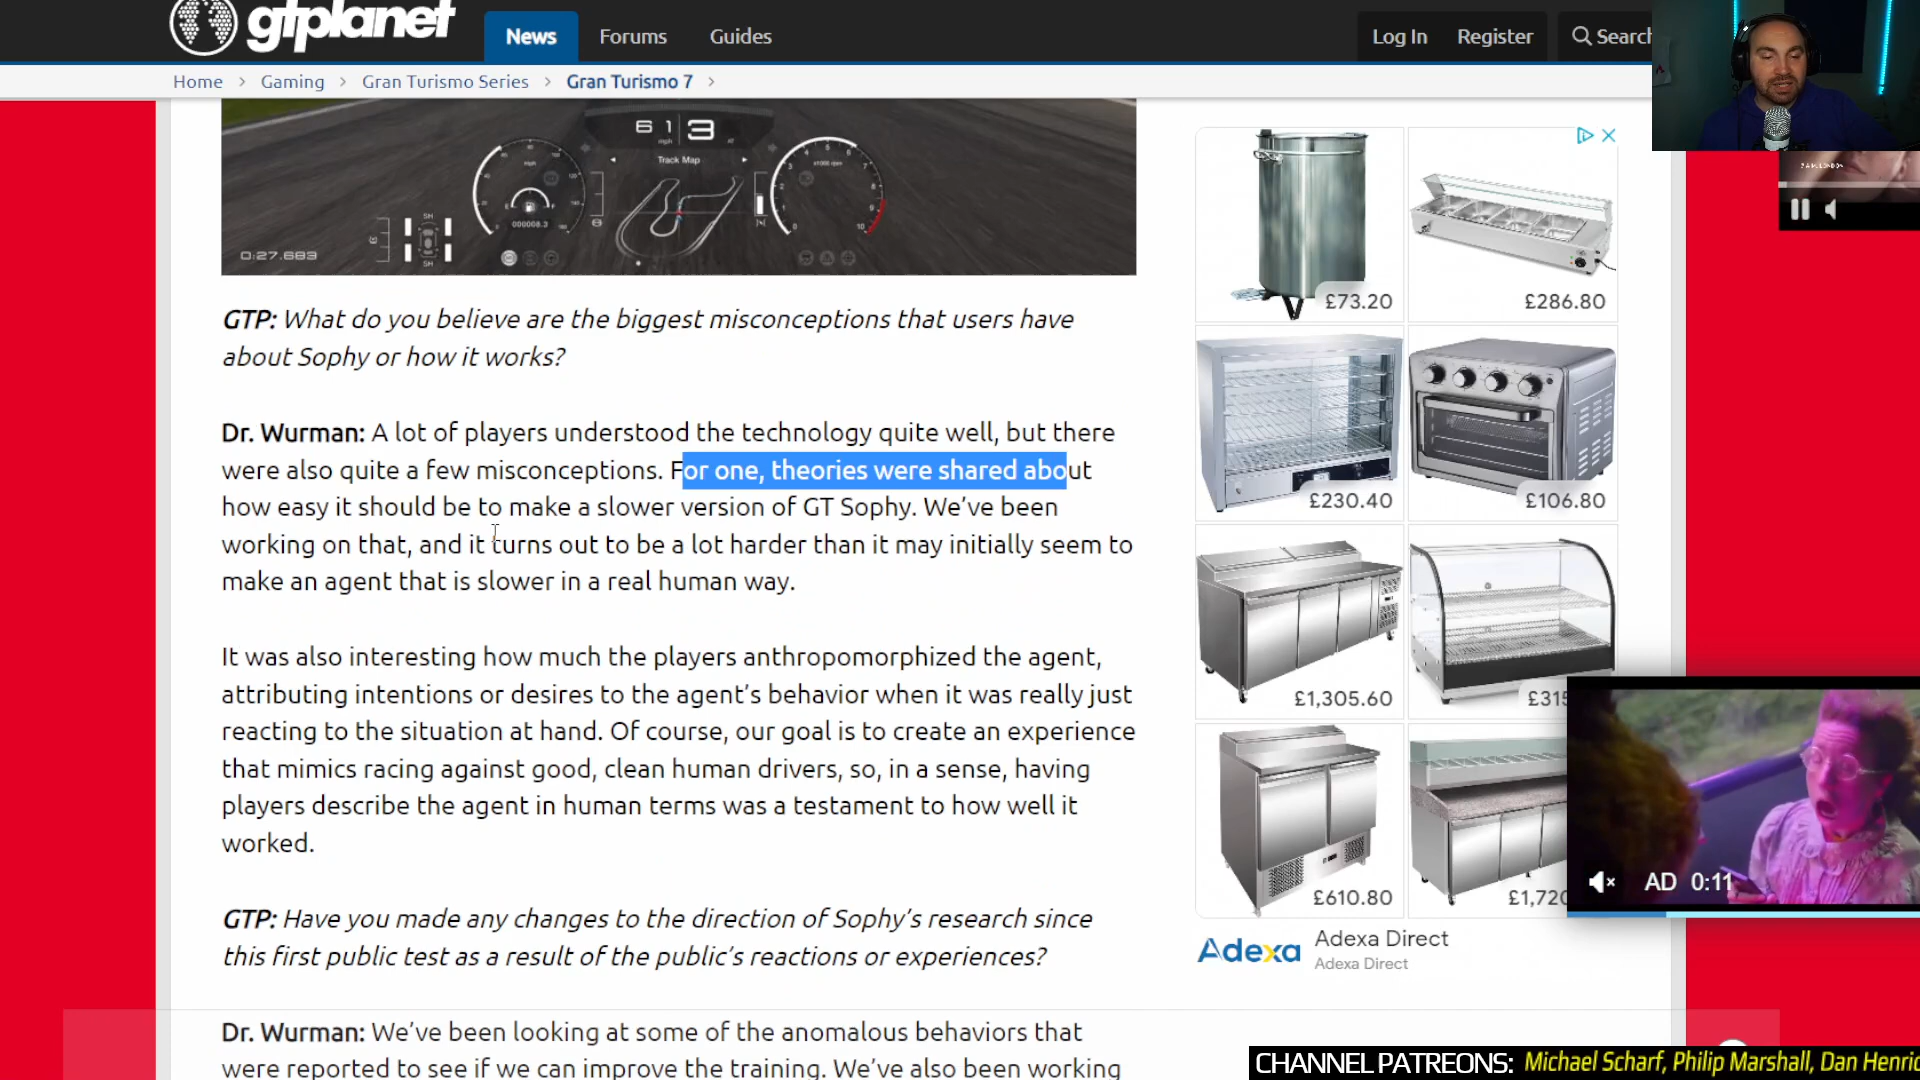 gtplanet
News
Forums
Guides
Log In
Register
Search
Home > Gaming > Gran Turismo Series > Gran Turismo 7 >
61 3
mph
AT
Track Map
x1000 rpm
000008.3
SH
SH
0:27.683
GTP: What do you believe are the biggest misconceptions that users have
about Sophy or how it works?
Dr. Wurman: A lot of players understood the technology quite well, but there
were also quite a few misconceptions. For one, theories were shared about
how easy it should be to make a slower version of GT Sophy. We’ve been
working on that, and it turns out to be a lot harder than it may initially seem to
make an agent that is slower in a real human way.
It was also interesting how much the players anthropomorphized the agent,
attributing intentions or desires to the agent’s behavior when it was really just
reacting to the situation at hand. Of course, our goal is to create an experience
that mimics racing against good, clean human drivers, so, in a sense, having
players describe the agent in human terms was a testament to how well it
worked.
GTP: Have you made any changes to the direction of Sophy’s research since
this first public test as a result of the public’s reactions or experiences?
Dr. Wurman: We’ve been looking at some of the anomalous behaviors that
were reported to see if we can improve the training. We’ve also been working
£73.20
£286.80
£230.40
£106.80
£1,305.60
£315
£610.80
£1,720
Adexa
Adexa Direct
Adexa Direct
AD 0:11
CHANNEL PATREONS: Michael Scharf, Philip Marshall, Dan Henric